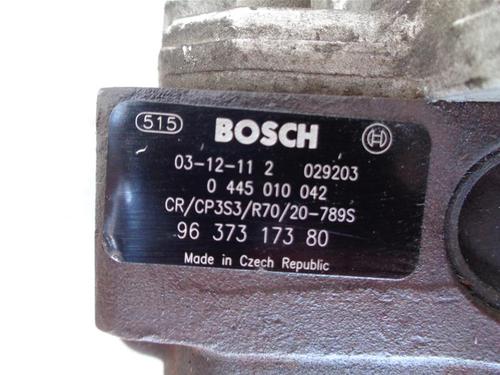 515 BOSCH
03-12-11 2 029203
0 445 010 042
CR/CP3S3/R70/20-789S
96 373 173 80
Made in Czech Republic